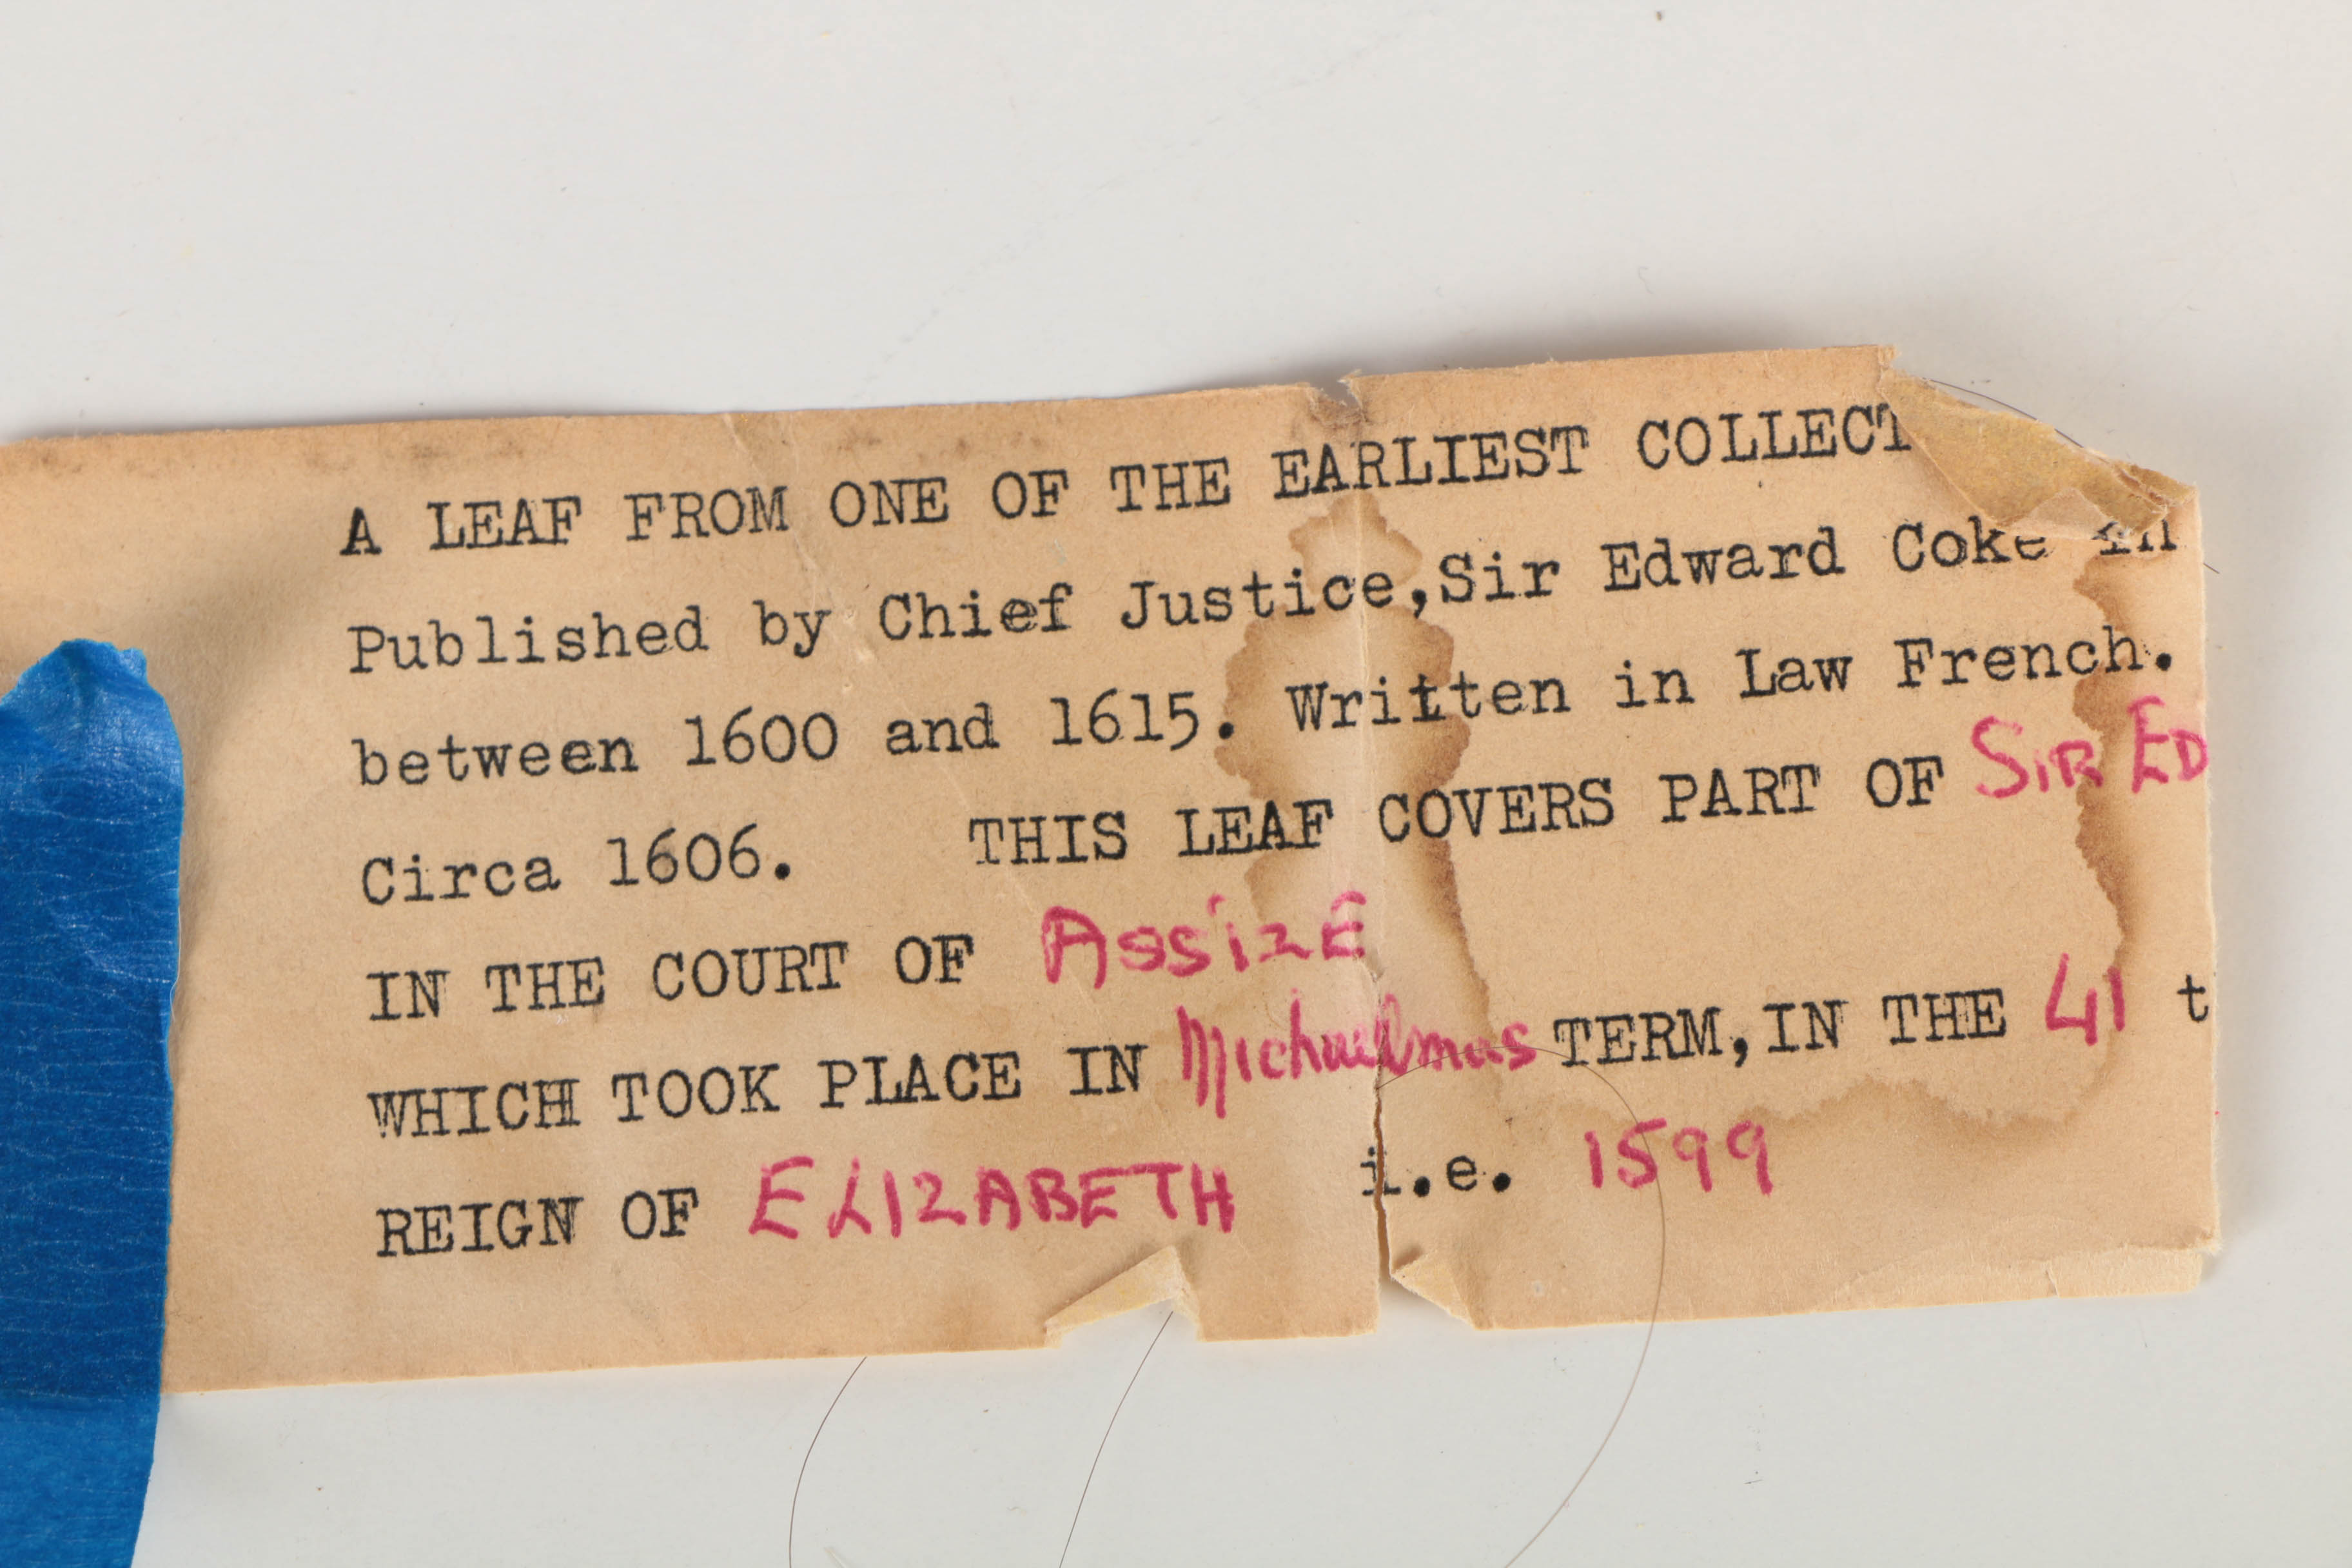 A LEAF FROM ONE OF THE EARLIEST COLLECT
Published by Chief Justice,Sir Edward Coke in
between 1600 and 1615. Written in Law French.
Circa 1606. THIS LEAF COVERS PART OF SIR ED
IN THE COURT OF ASSizE
WHICH TOOK PLACE IN Michaelmas TERM,IN THE 41 t
REIGN OF ELIZABETH i.e. 1599